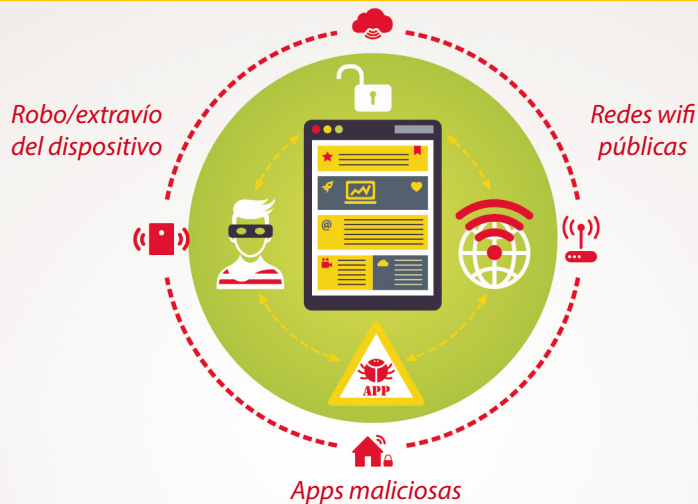 Robo/extravío
del dispositivo
Redes wifi
públicas
@
APP
Apps maliciosas